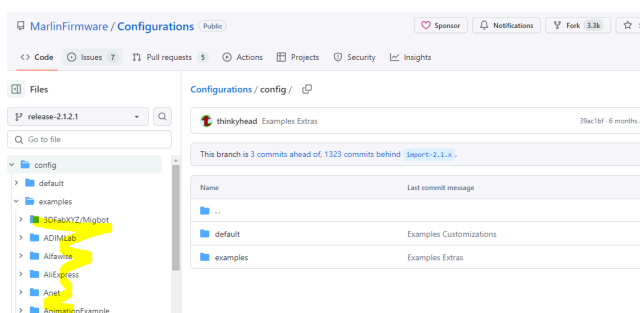 MarlinFirmware / Configurations Public
Sponsor Notifications Fork 3.3k
Code Issues 7 Pull requests 5 Actions Projects Security Insights
Files
release-2.1.2.1
Go to file
config
default
examples
3DFabXYZ/Migbot
ADIMLab
Alfawise
AliExpress
Anet
AnimationExample
Configurations / config /
thinkyhead Examples Extras 39ac1bf · 6 months
This branch is 3 commits ahead of, 1323 commits behind import-2.1.x .
Name Last commit message
..
default Examples Customizations
examples Examples Extras